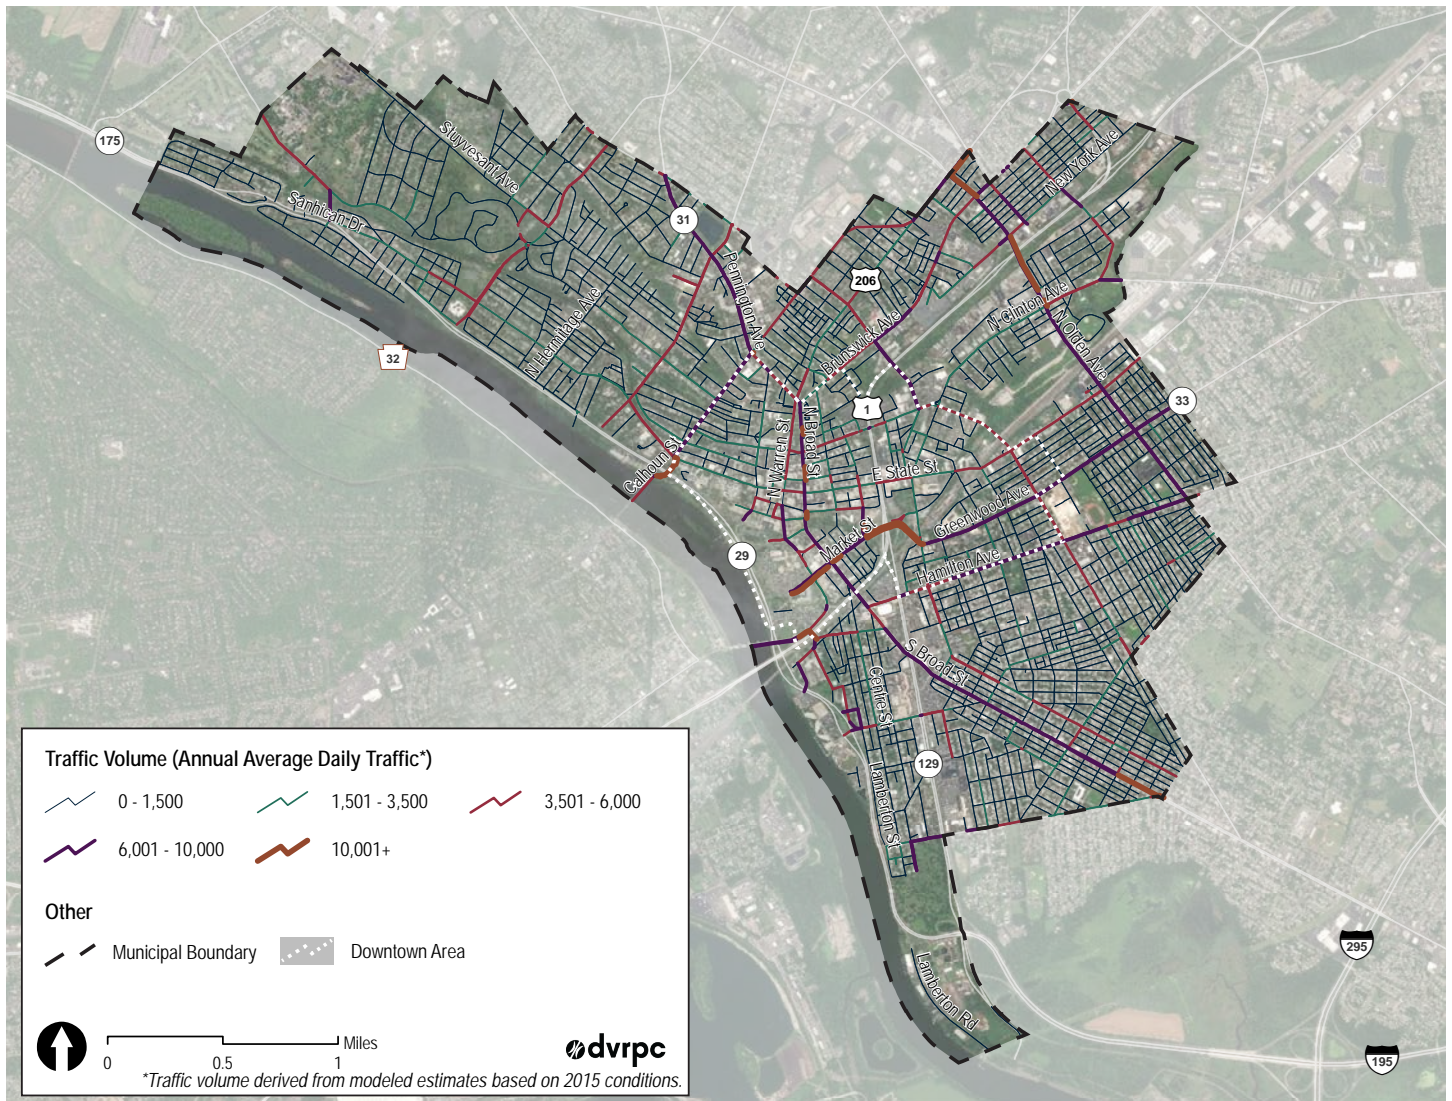 175
Stuyvesant Ave
Sanhican Dr
31
Pennington Ave
206
New York Ave
32
N Hermitage Ave
Brunswick Ave
N Clinton Ave
N Olden Ave
1
33
N Warren St
N Broad St
Calhoun St
E State St
Greenwood Ave
Market St
Hamilton Ave
29
S Broad St
Centre St
129
Lamberton St
Lamberton Rd
295
195
Traffic Volume (Annual Average Daily Traffic*)
0 - 1,500
1,501 - 3,500
3,501 - 6,000
6,001 - 10,000
10,001+
Other
Municipal Boundary
Downtown Area
0 0.5 1 Miles
dvrpc
*Traffic volume derived from modeled estimates based on 2015 conditions.